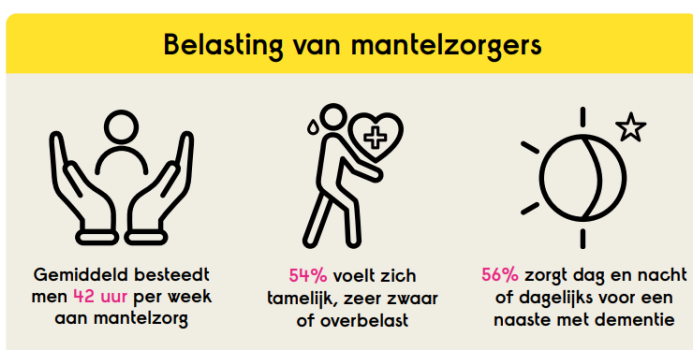 Belasting van mantelzorgers
Gemiddeld besteedt
men 42 uur per week
aan mantelzorg
54% voelt zich
tamelijk, zeer zwaar
of overbelast
56% zorgt dag en nacht
of dagelijks voor een
naaste met dementie